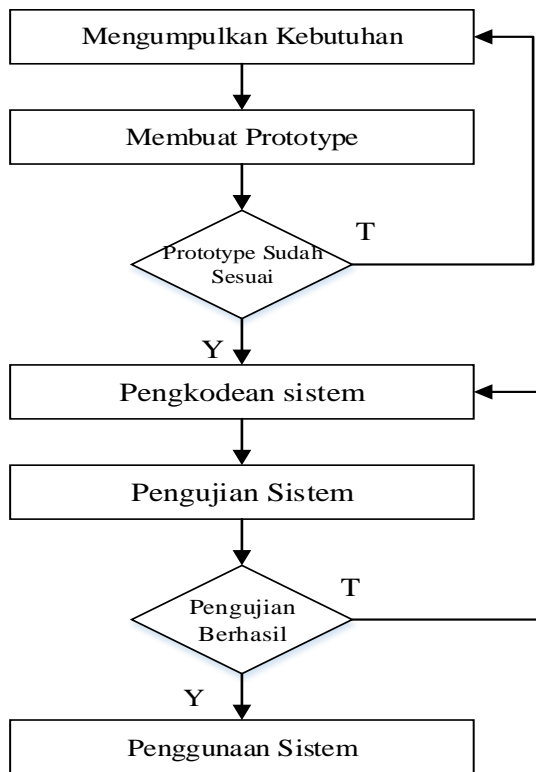 Mengumpulkan Kebutuhan
Membuat Prototype
T
Prototype Sudah
Sesuai
Y
Pengkodean sistem
Pengujian Sistem
T
Pengujian
Berhasil
Y
Penggunaan Sistem